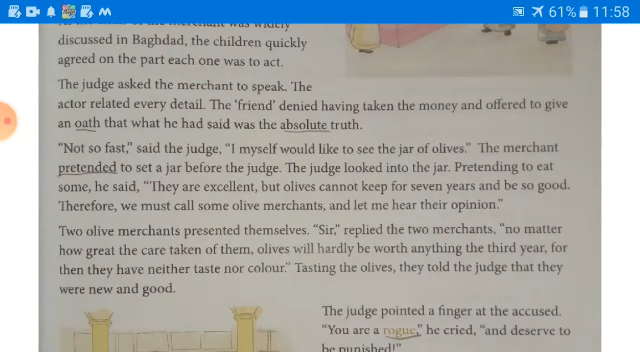 61% 11:58
of the merchant was widely
discussed in Baghdad, the children quickly
agreed on the part each one was to act.
The judge asked the merchant to speak. The
actor related every detail. The ‘friend’ denied having taken the money and offered to give
an oath that what he had said was the absolute truth.
“Not so fast,” said the judge, “I myself would like to see the jar of olives.” The merchant
pretended to set a jar before the judge. The judge looked into the jar. Pretending to eat
some, he said, “They are excellent, but olives cannot keep for seven years and be so good.
Therefore, we must call some olive merchants, and let me hear their opinion.”
Two olive merchants presented themselves. “Sir,” replied the two merchants, “no matter
how great the care taken of them, olives will hardly be worth anything the third year, for
then they have neither taste nor colour.” Tasting the olives, they told the judge that they
were new and good.
The judge pointed a finger at the accused.
“You are a rogue,” he cried, “and deserve to
be punished!”